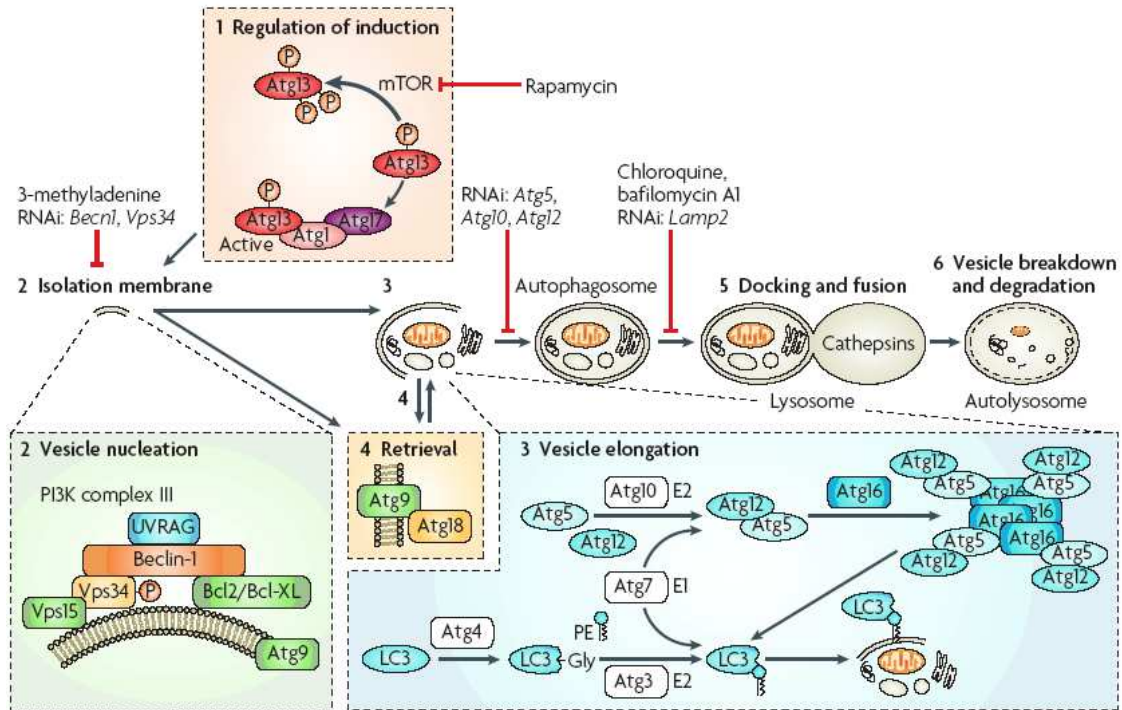 1 Regulation of induction
P
Atg13
P
P
mTOR
Rapamycin
P
Atg13
P
Atg13
Atg17
Atg1
Active
3-methyladenine
RNAi: Becn1, Vps34
RNAi: Atg5,
Atg10, Atg12
Chloroquine,
bafilomycin A1
RNAi: Lamp2
2 Isolation membrane
3
Autophagosome
5 Docking and fusion
6 Vesicle breakdown
and degradation
Cathepsins
Lysosome
Autolysosome
4
2 Vesicle nucleation
PI3K complex III
UVRAG
Beclin-1
Vps34
P
Bcl2/Bcl-XL
Vps15
Atg9
4 Retrieval
Atg9
Atg18
3 Vesicle elongation
Atg5
Atg12
Atg10 E2
Atg12
Atg5
Atg16
Atg12
Atg5
Atg12
Atg5
Atg16
Atg16
Atg16
Atg16
Atg5
Atg12
Atg5
Atg12
Atg7 E1
LC3
Atg4
LC3 Gly
PE
Atg3 E2
LC3
LC3